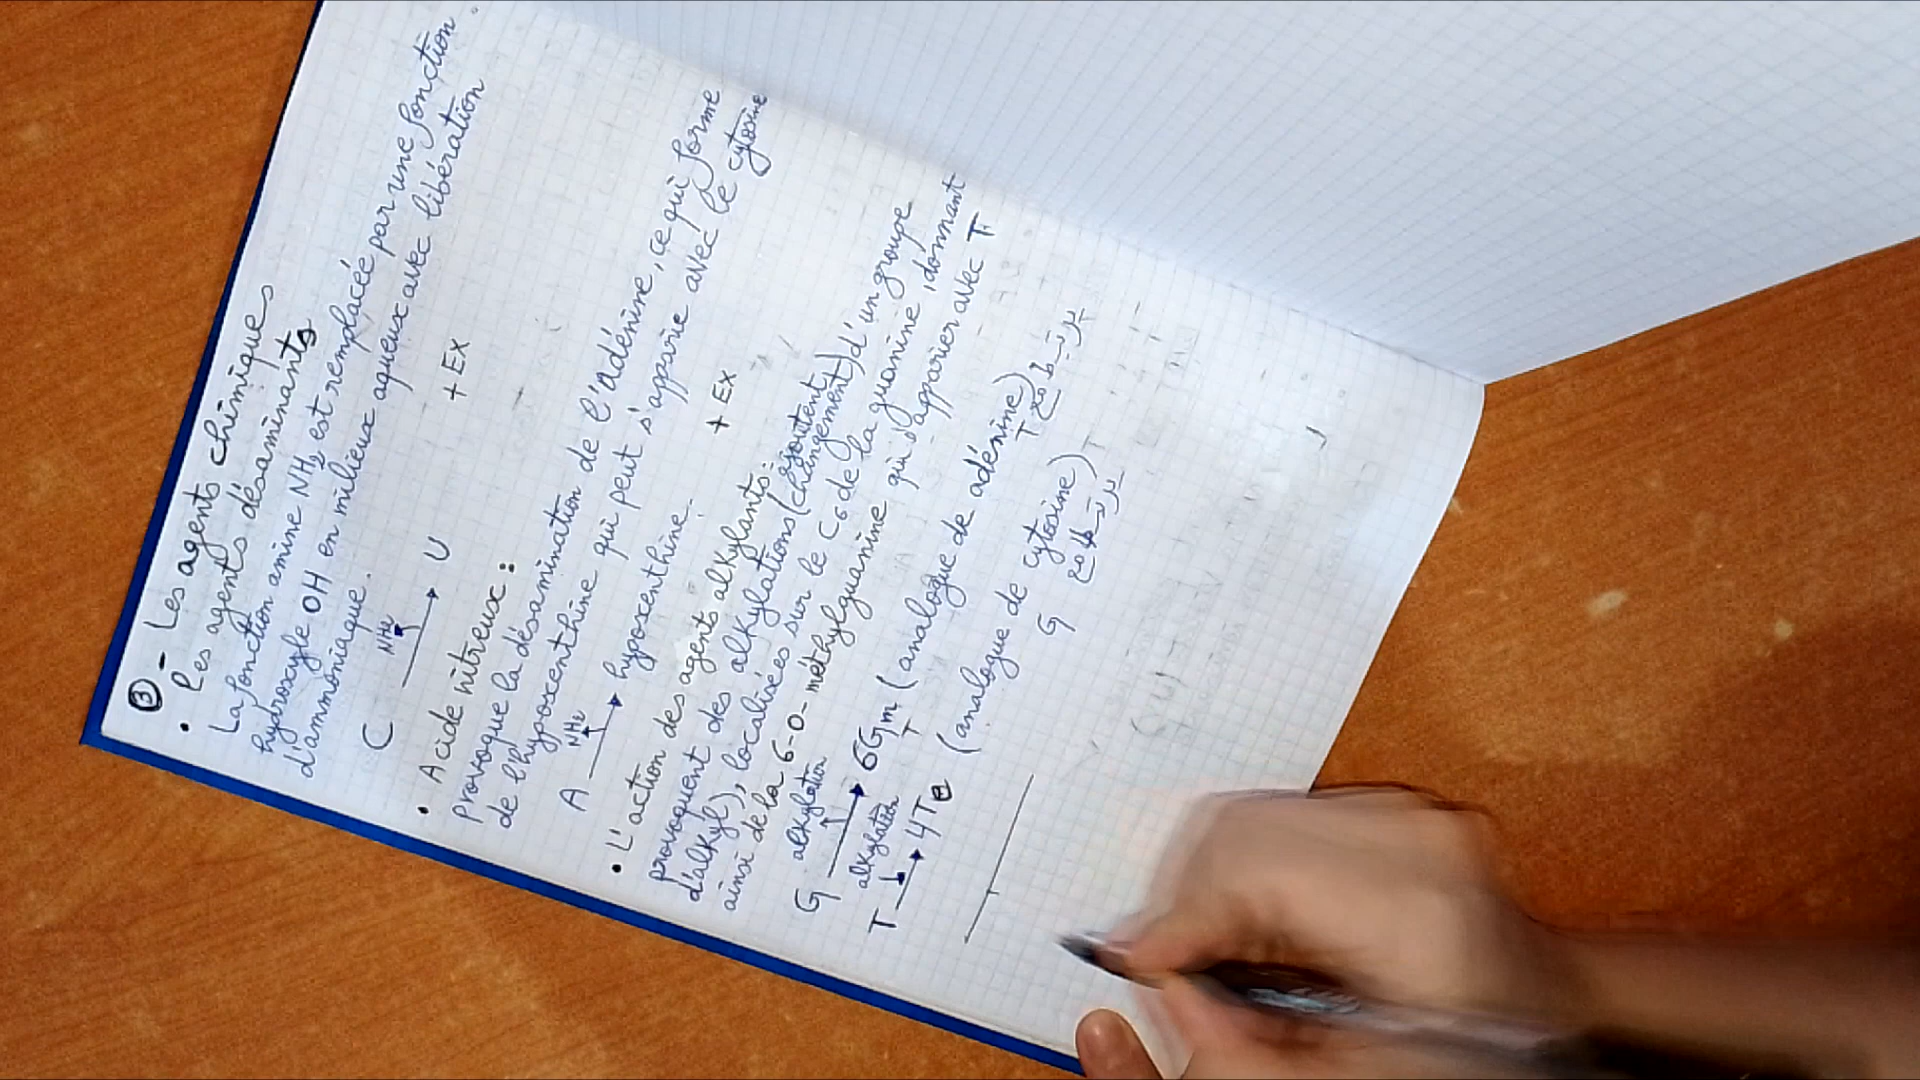 ③ - Les agents chimiques
• Les agents désaminants
La fonction amine NH₂ est remplacée par une fonction
hydroxyle OH en milieux aqueux avec libération
d'ammoniaque.
C NH₂ → U + EX
• Acide nitreux :
provoque la désamination de l'Adénine, ce qui forme
de l'hypoxenthine qui peut s'apparie avec le cytosine
A NH₂ → hypoxenthine. + EX
• L'action des agents alkylants :
provoquent des alkylations (changement) d'un groupe
ajoutent
d'alkyl), localisées sur le C₆ de la guanine, donnant
ainsi de la 6-O-méthylguanine qui s'apparier avec T
G alkylation → 6Gm (analogue de adénine)
T T
T alkylation → 4Te (analogue de cytosine)
G